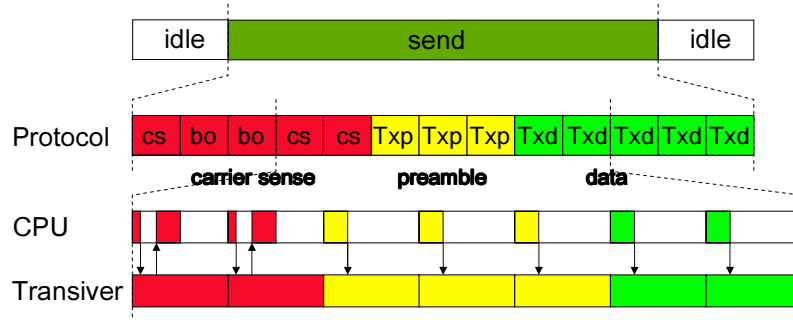 idle send idle
Protocol cs bo bo cs cs Txp Txp Txp Txd Txd Txd Txd Txd
carrier sense preamble data
CPU
Transiver